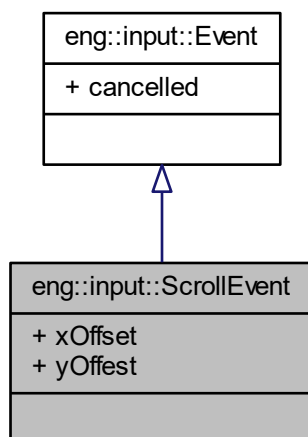 eng::input::Event
+ cancelled
eng::input::ScrollEvent
+ xOffset
+ yOffest